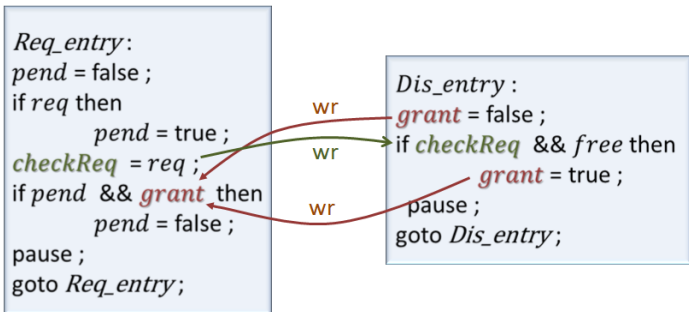 Req_entry:
pend = false ;
if req then
pend = true ;
checkReq = req ;
if pend && grant then
pend = false ;
pause ;
goto Req_entry;
wr
wr
wr
Dis_entry :
grant = false ;
if checkReq && free then
grant = true ;
pause ;
goto Dis_entry;